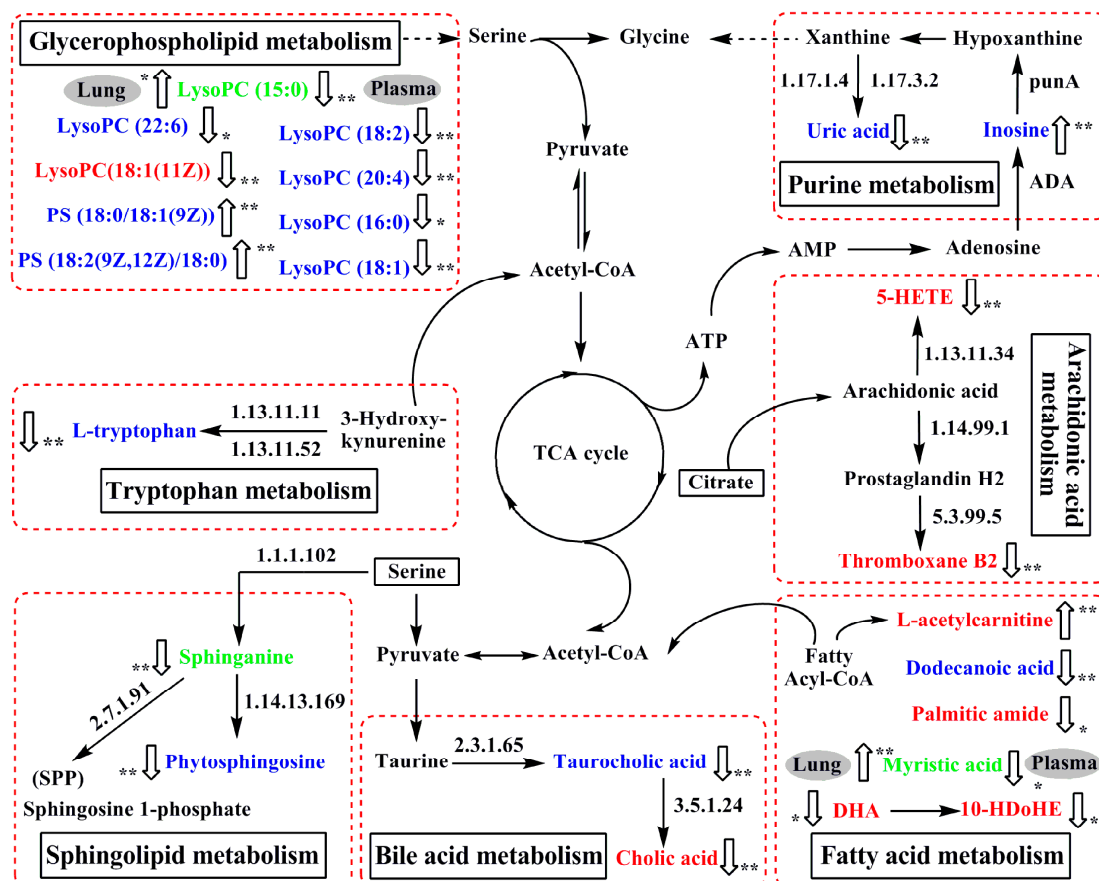 Glycerophospholipid metabolism
Serine
Glycine
Xanthine
Hypoxanthine
Lung
*
LysoPC (15:0)
**
Plasma
LysoPC (22:6)
*
LysoPC (18:2)
**
LysoPC(18:1(11Z))
**
LysoPC (20:4)
**
PS (18:0/18:1(9Z))
**
LysoPC (16:0)
*
PS (18:2(9Z,12Z)/18:0)
**
LysoPC (18:1)
**
1.17.1.4
1.17.3.2
punA
Uric acid
**
Inosine
**
Purine metabolism
ADA
Pyruvate
AMP
Adenosine
Acetyl-CoA
ATP
5-HETE
**
1.13.11.34
Arachidonic acid
1.14.99.1
Prostaglandin H2
5.3.99.5
Thromboxane B2
**
Arachidonic acid
metabolism
**
L-tryptophan
1.13.11.11
1.13.11.52
3-Hydroxy-
kynurenine
Tryptophan metabolism
TCA cycle
Citrate
1.1.1.102
Serine
**
Sphinganine
2.7.1.91
1.14.13.169
**
Phytosphingosine
(SPP)
Sphingosine 1-phosphate
Sphingolipid metabolism
Pyruvate
Acetyl-CoA
Taurine
2.3.1.65
Taurocholic acid
**
3.5.1.24
Cholic acid
**
Bile acid metabolism
Fatty
Acyl-CoA
L-acetylcarnitine
**
Dodecanoic acid
**
Palmitic amide
*
Lung
**
Myristic acid
*
Plasma
*
DHA
10-HDoHE
*
Fatty acid metabolism